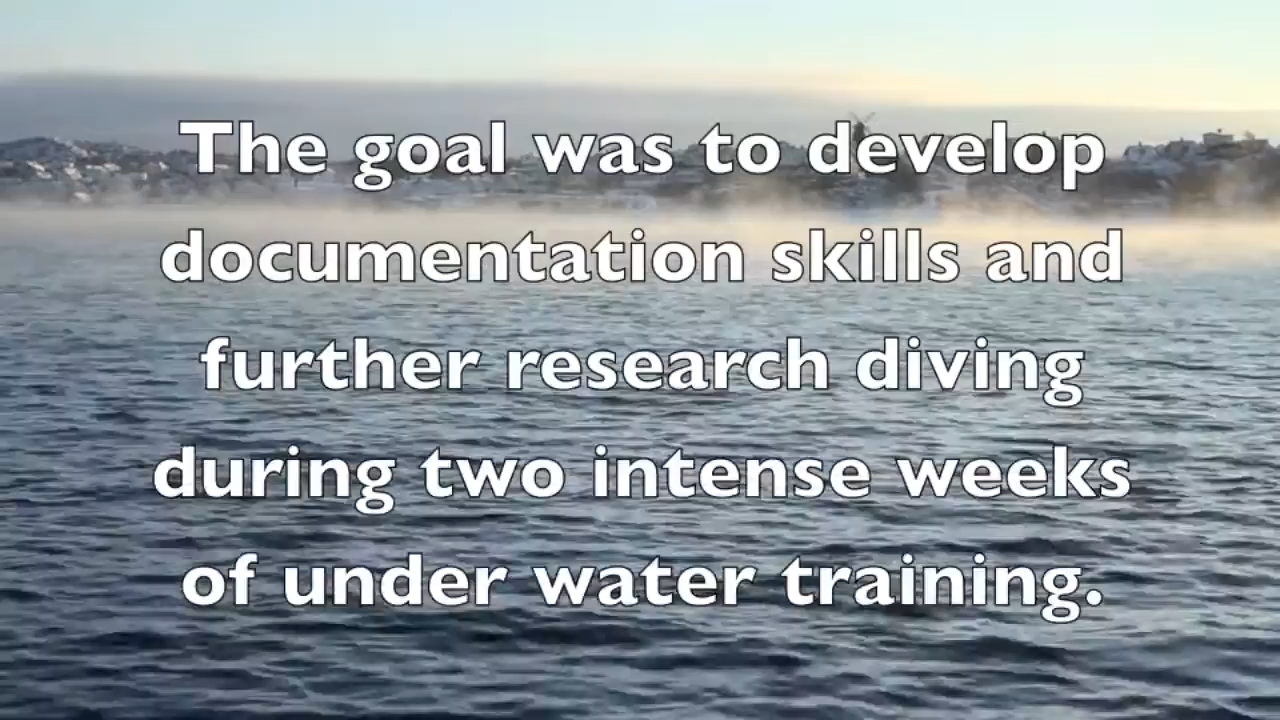 The goal was to develop
documentation skills and
further research diving
during two intense weeks
of under water training.